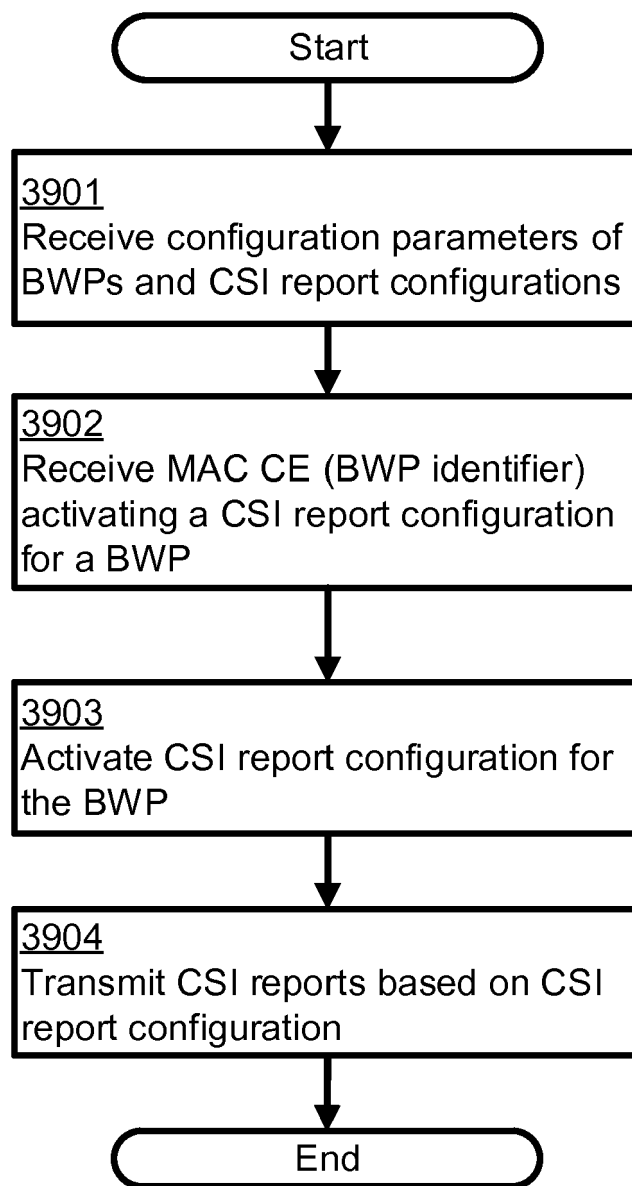 Start
3901
Receive configuration parameters of
BWPs and CSI report configurations
3902
Receive MAC CE (BWP identifier)
activating a CSI report configuration
for a BWP
3903
Activate CSI report configuration for
the BWP
3904
Transmit CSI reports based on CSI
report configuration
End